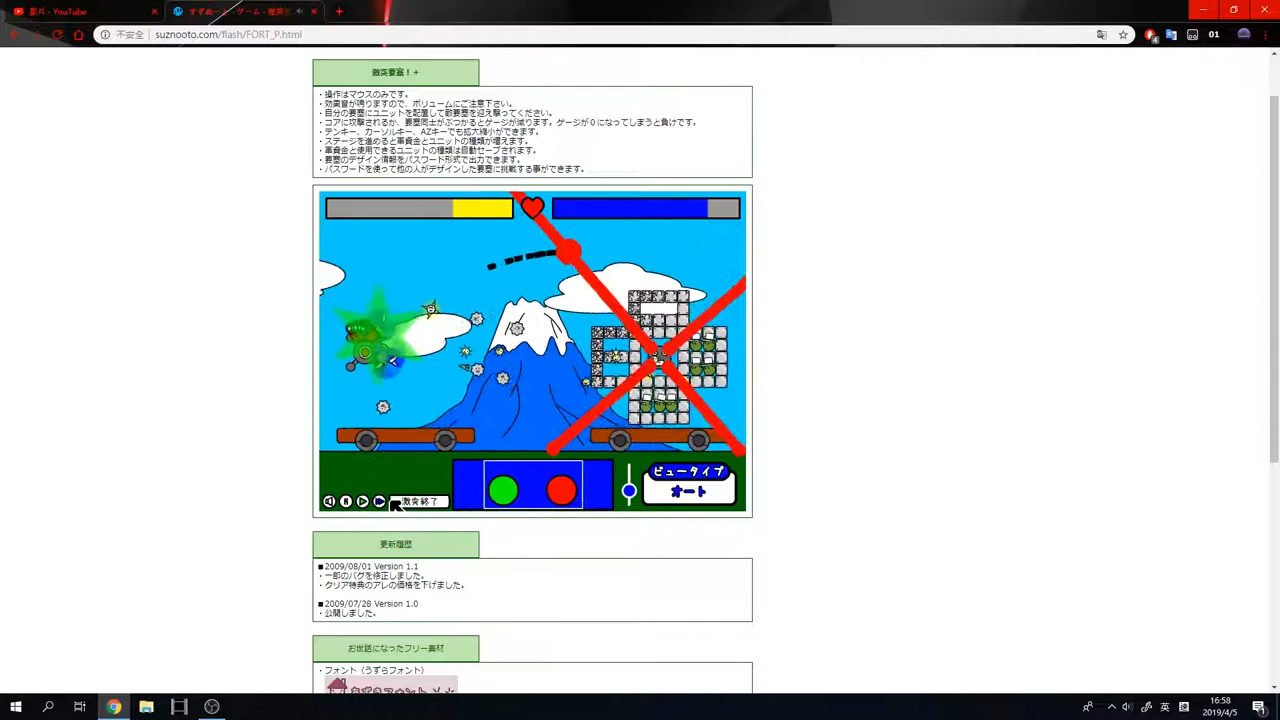 影片 - YouTube
すずぬーと - ゲーム - 激突要
不安全 suznooto.com/flash/FORT_P.html
4
01
激突要塞！＋
・操作はマウスのみです。
・効果音が鳴りますので、ボリュームにご注意下さい。
・自分の要塞にユニットを配置して敵要塞を迎え撃ってください。
・コアに攻撃されるか、要塞同士がぶつかるとゲージが減ります。ゲージが０になってしまうと負けです。
・テンキー、カーソルキー、AZキーでも拡大縮小ができます。
・ステージを進めると軍資金とユニットの種類が増えます。
・軍資金と使用できるユニットの種類は自動セーブされます。
・要塞のデザイン情報をパスワード形式で出力できます。
・パスワードを使って他の人がデザインした要塞に挑戦する事ができます。
ビュータイプ
オート
激突終了
更新履歴
■2009/08/01 Version 1.1
・一部のバグを修正しました。
・クリア特典のアレの価格を下げました。
■2009/07/28 Version 1.0
・公開しました。
お世話になったフリー素材
・フォント（うずらフォント）
英
16:58
2019/4/5
1